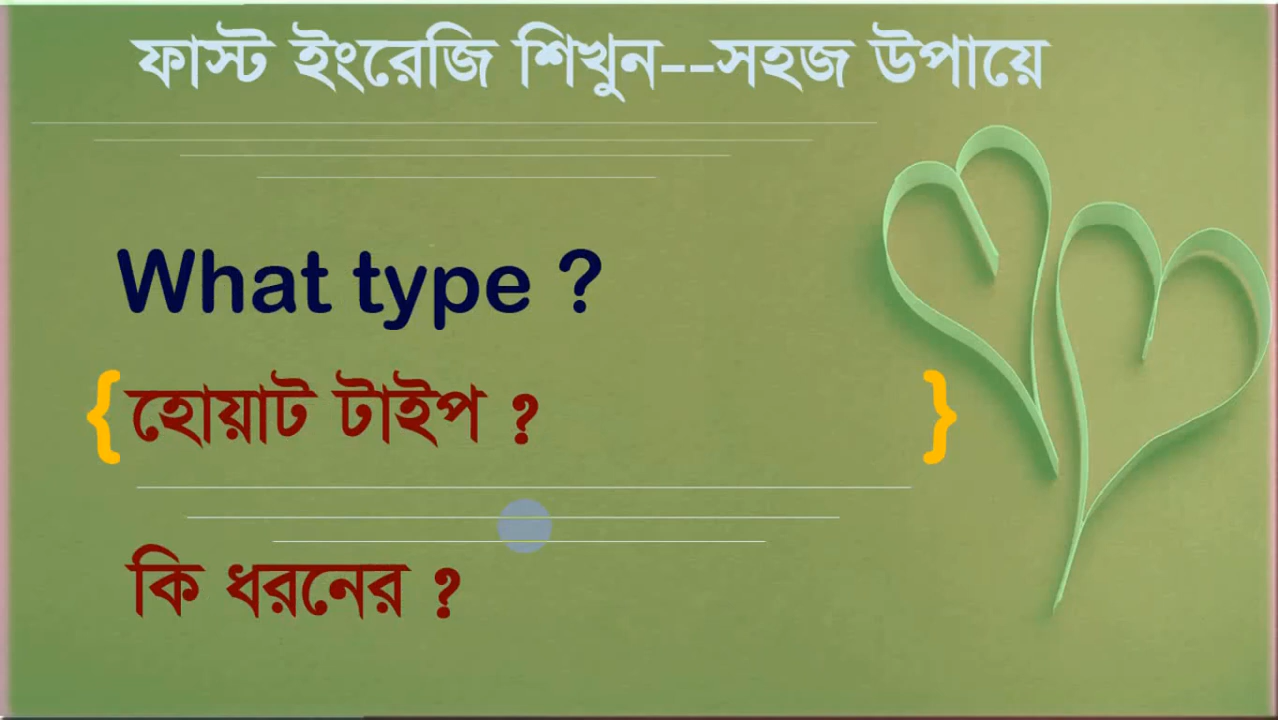 ফাস্ট ইংরেজি শিখুন--সহজ উপায়ে
What type ?
{হোয়াট টাইপ ? }
কি ধরনের ?